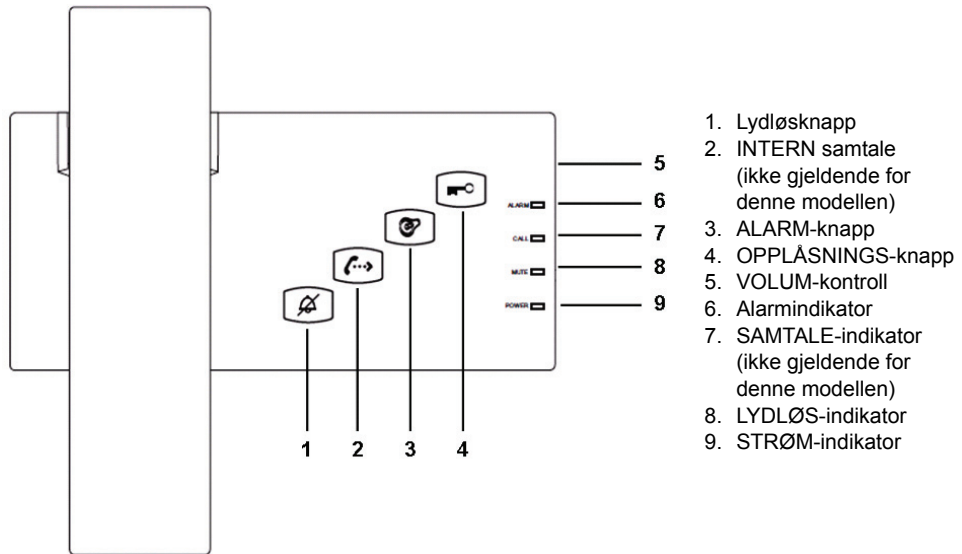 5
ALARM 6
CALL 7
MUTE 8
POWER 9
1 2 3 4
1. Lydløsknapp
2. INTERN samtale
(ikke gjeldende for
denne modellen)
3. ALARM-knapp
4. OPPLÅSNINGS-knapp
5. VOLUM-kontroll
6. Alarmindikator
7. SAMTALE-indikator
(ikke gjeldende for
denne modellen)
8. LYDLØS-indikator
9. STRØM-indikator